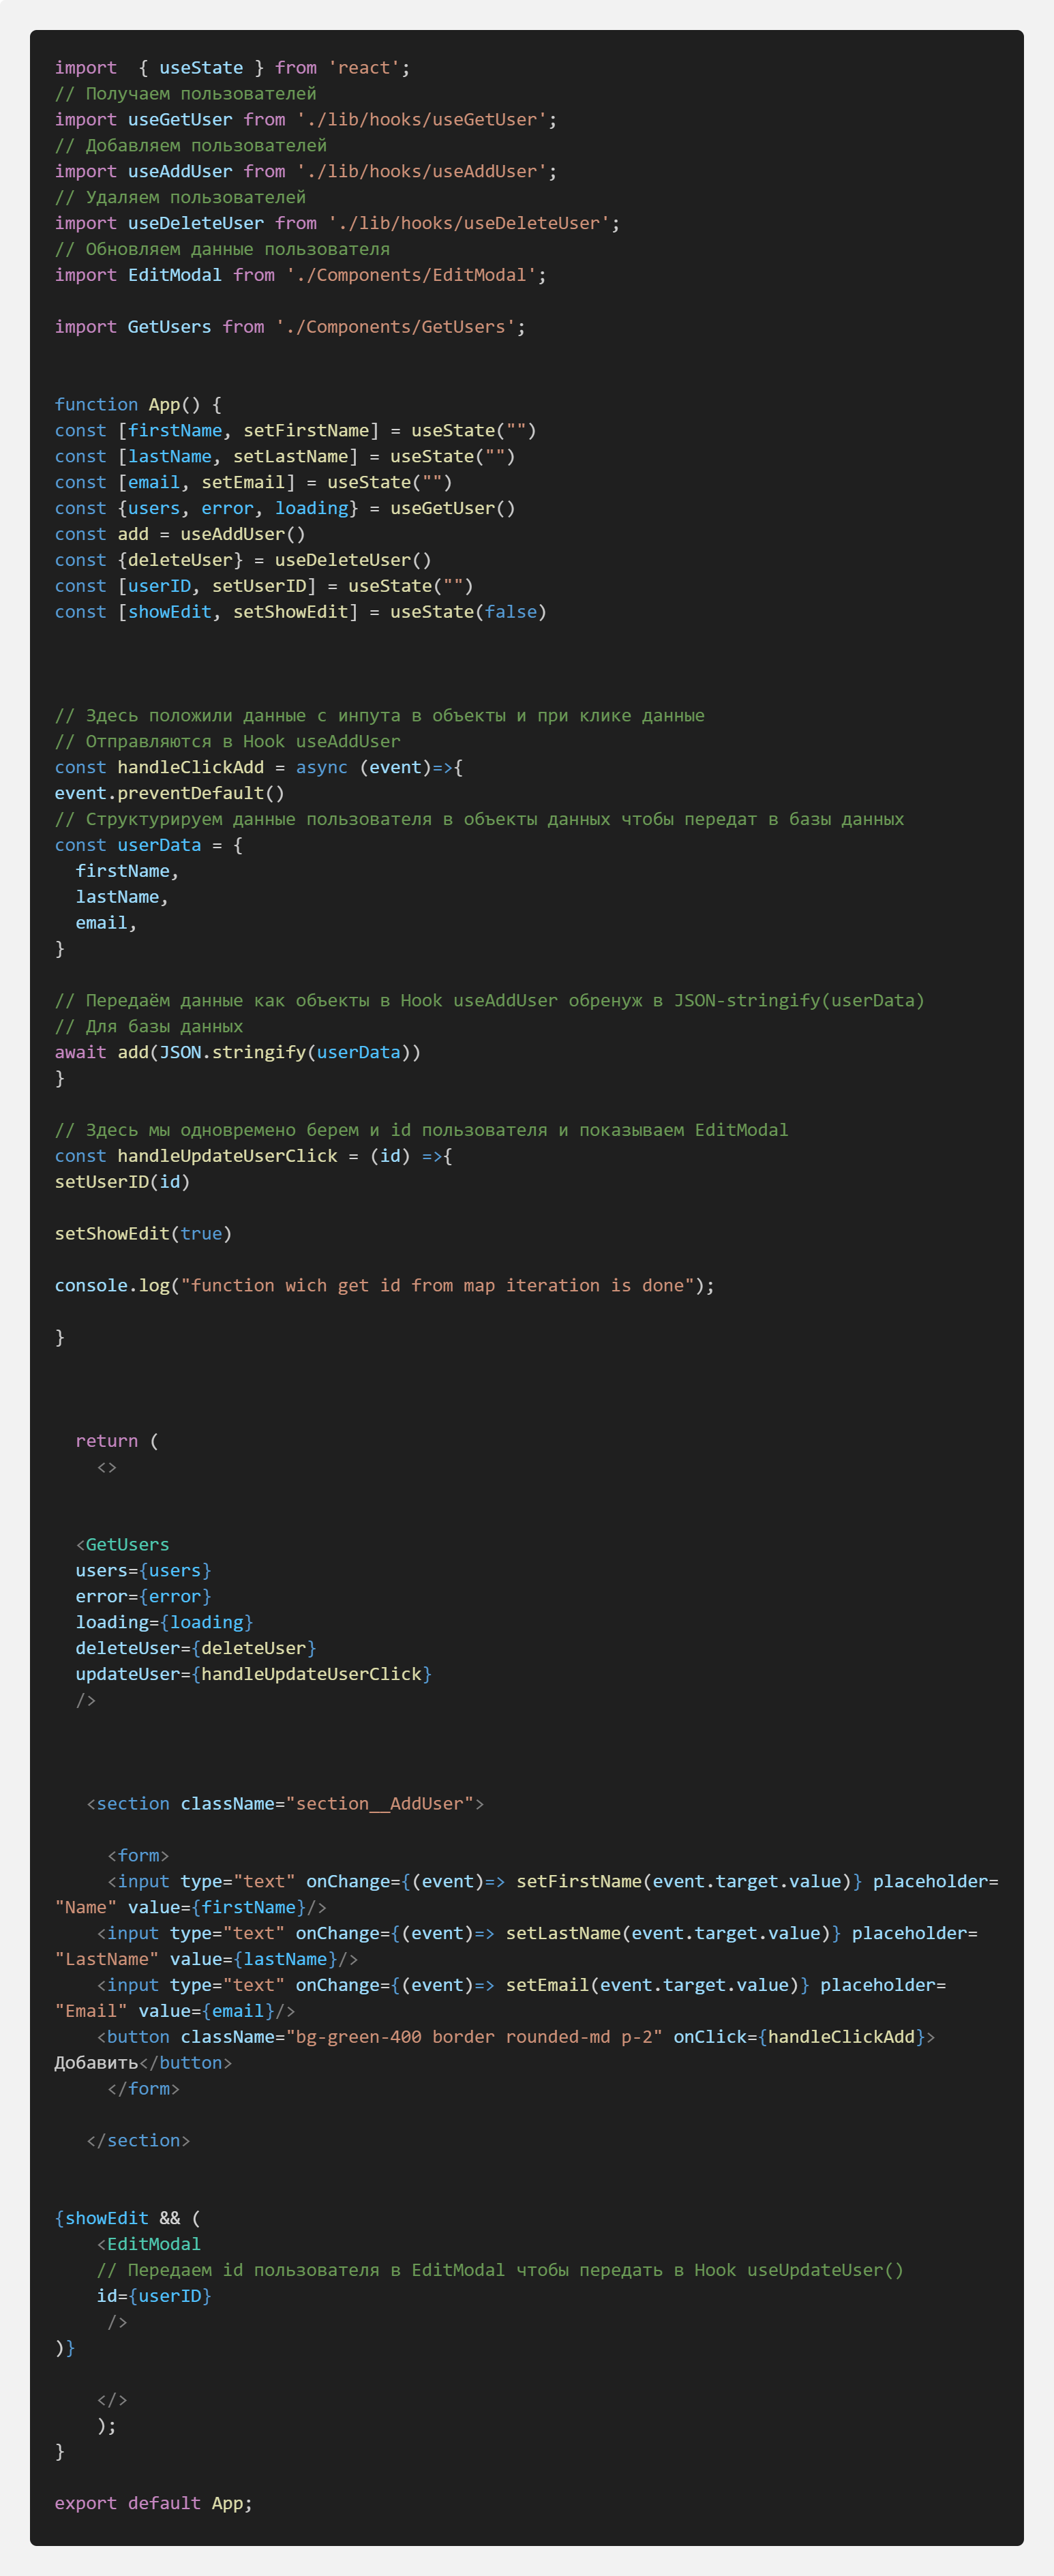 import  { useState } from 'react';
// Получаем пользователей
import useGetUser from './lib/hooks/useGetUser';
// Добавляем пользователей
import useAddUser from './lib/hooks/useAddUser';
// Удаляем пользователей
import useDeleteUser from './lib/hooks/useDeleteUser';
// Обновляем данные пользователя
import EditModal from './Components/EditModal';
import GetUsers from './Components/GetUsers';
function App() {
const [firstName, setFirstName] = useState("")
const [lastName, setLastName] = useState("")
const [email, setEmail] = useState("")
const {users, error, loading} = useGetUser()
const add = useAddUser()
const {deleteUser} = useDeleteUser()
const [userID, setUserID] = useState("")
const [showEdit, setShowEdit] = useState(false)
// Здесь положили данные с инпута в объекты и при клике данные
// Отправляются в Hook useAddUser
const handleClickAdd = async (event)=>{
event.preventDefault()
// Структурируем данные пользователя в объекты данных чтобы передат в базы данных
const userData = {
  firstName,
  lastName,
  email,
}
// Передаём данные как объекты в Hook useAddUser обренуж в JSON-stringify(userData)
// Для базы данных
await add(JSON.stringify(userData))
}
// Здесь мы одновремено берем и id пользователя и показываем EditModal
const handleUpdateUserClick = (id) =>{
setUserID(id)
setShowEdit(true)
console.log("function wich get id from map iteration is done");
}
  return (
    <>
  <GetUsers
  users={users}
  error={error}
  loading={loading}
  deleteUser={deleteUser}
  updateUser={handleUpdateUserClick}
  />
   <section className="section__AddUser">
     <form>
     <input type="text" onChange={(event)=> setFirstName(event.target.value)} placeholder=
"Name" value={firstName}/>
    <input type="text" onChange={(event)=> setLastName(event.target.value)} placeholder=
"LastName" value={lastName}/>
    <input type="text" onChange={(event)=> setEmail(event.target.value)} placeholder=
"Email" value={email}/>
    <button className="bg-green-400 border rounded-md p-2" onClick={handleClickAdd}>
Добавить</button>
     </form>
   </section>
{showEdit && (
    <EditModal
    // Передаем id пользователя в EditModal чтобы передать в Hook useUpdateUser()
    id={userID}
     />
)}
    </>
    );
}
export default App;